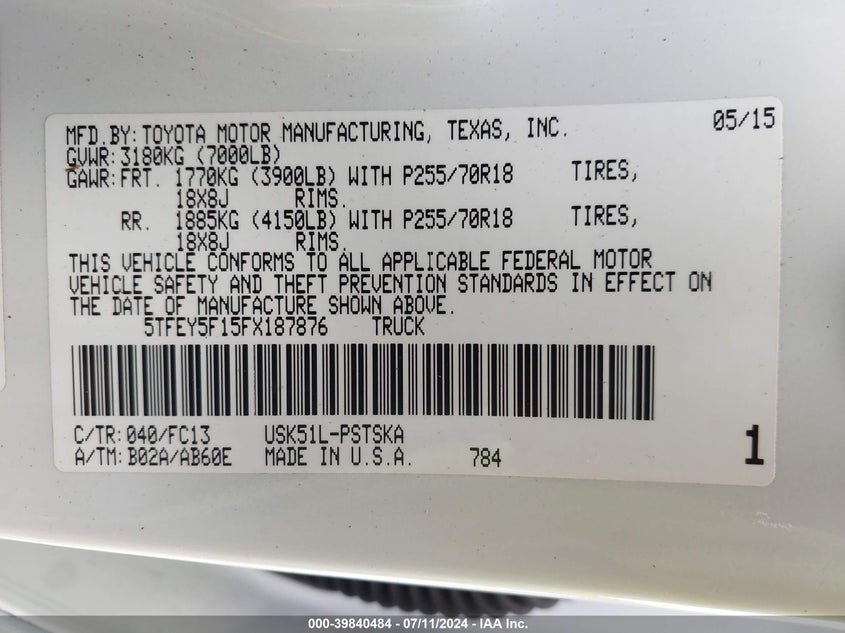 MFD.BY: TOYOTA MOTOR MANUFACTURING, TEXAS, INC. 05/15
GVWR: 3180KG (7000LB)
GAWR: FRT. 1770KG (3900LB) WITH P255/70R18 TIRES,
18X8J RIMS.
RR. 1885KG (4150LB) WITH P255/70R18 TIRES,
18X8J RIMS.
THIS VEHICLE CONFORMS TO ALL APPLICABLE FEDERAL MOTOR
VEHICLE SAFETY AND THEFT PREVENTION STANDARDS IN EFFECT ON
THE DATE OF MANUFACTURE SHOWN ABOVE.
5TFEY5F15FX187876 TRUCK
C/TR: 040/FC13 USK51L-PSTSKA
A/TM: B02A/AB60E MADE IN U.S.A. 784 1
000-39840484 - 07/11/2024 - IAA Inc.